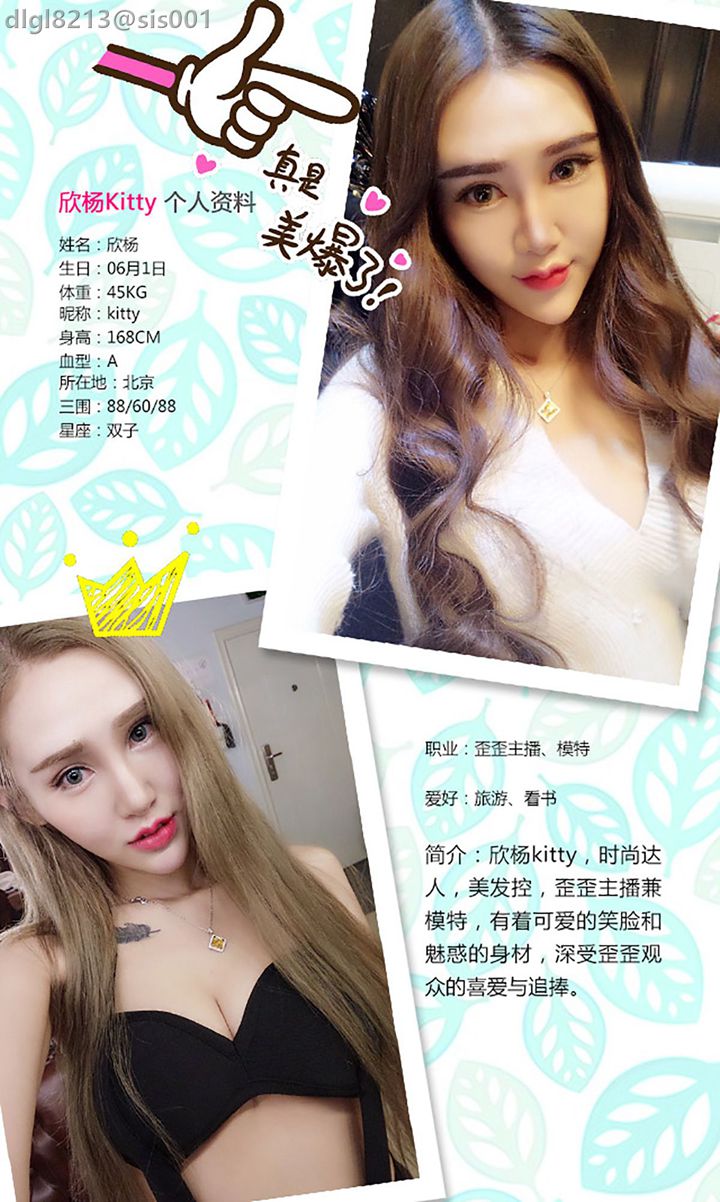 dlgl8213@sis001
真是
美爆了!
欣杨Kitty 个人资料
姓名：欣杨
生日：06月1日
体重：45KG
昵称：kitty
身高：168CM
血型：A
所在地：北京
三围：88/60/88
星座：双子
职业：歪歪主播、模特
爱好：旅游、看书
简介：欣杨kitty，时尚达
人，美发控，歪歪主播兼
模特，有着可爱的笑脸和
魅惑的身材，深受歪歪观
众的喜爱与追捧。